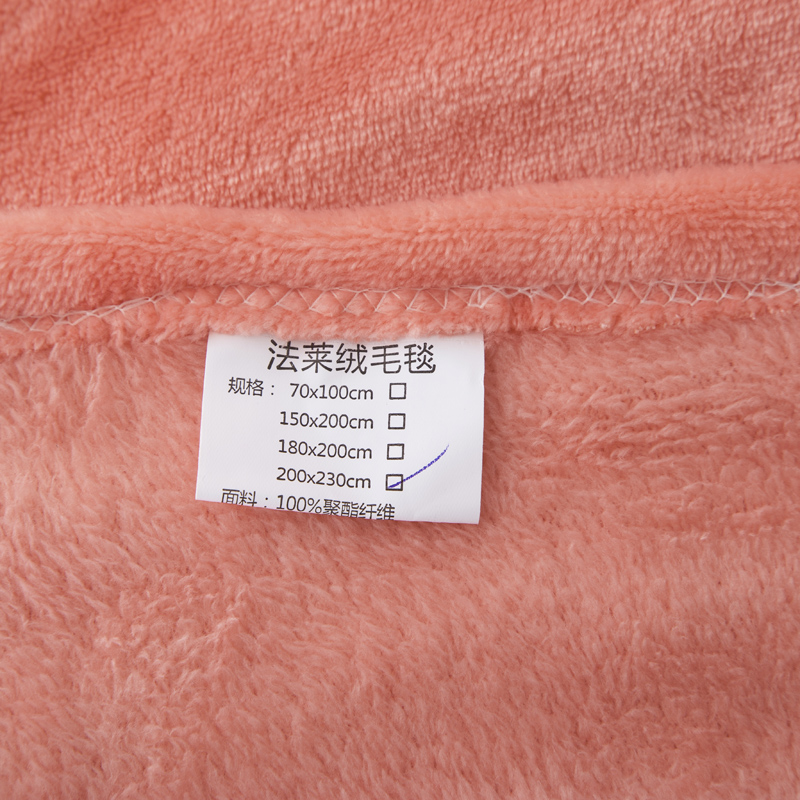 法莱绒毛毯
规格： 70x100cm □
150x200cm □
180x200cm □
200x230cm □
面料：100%聚酯纤维